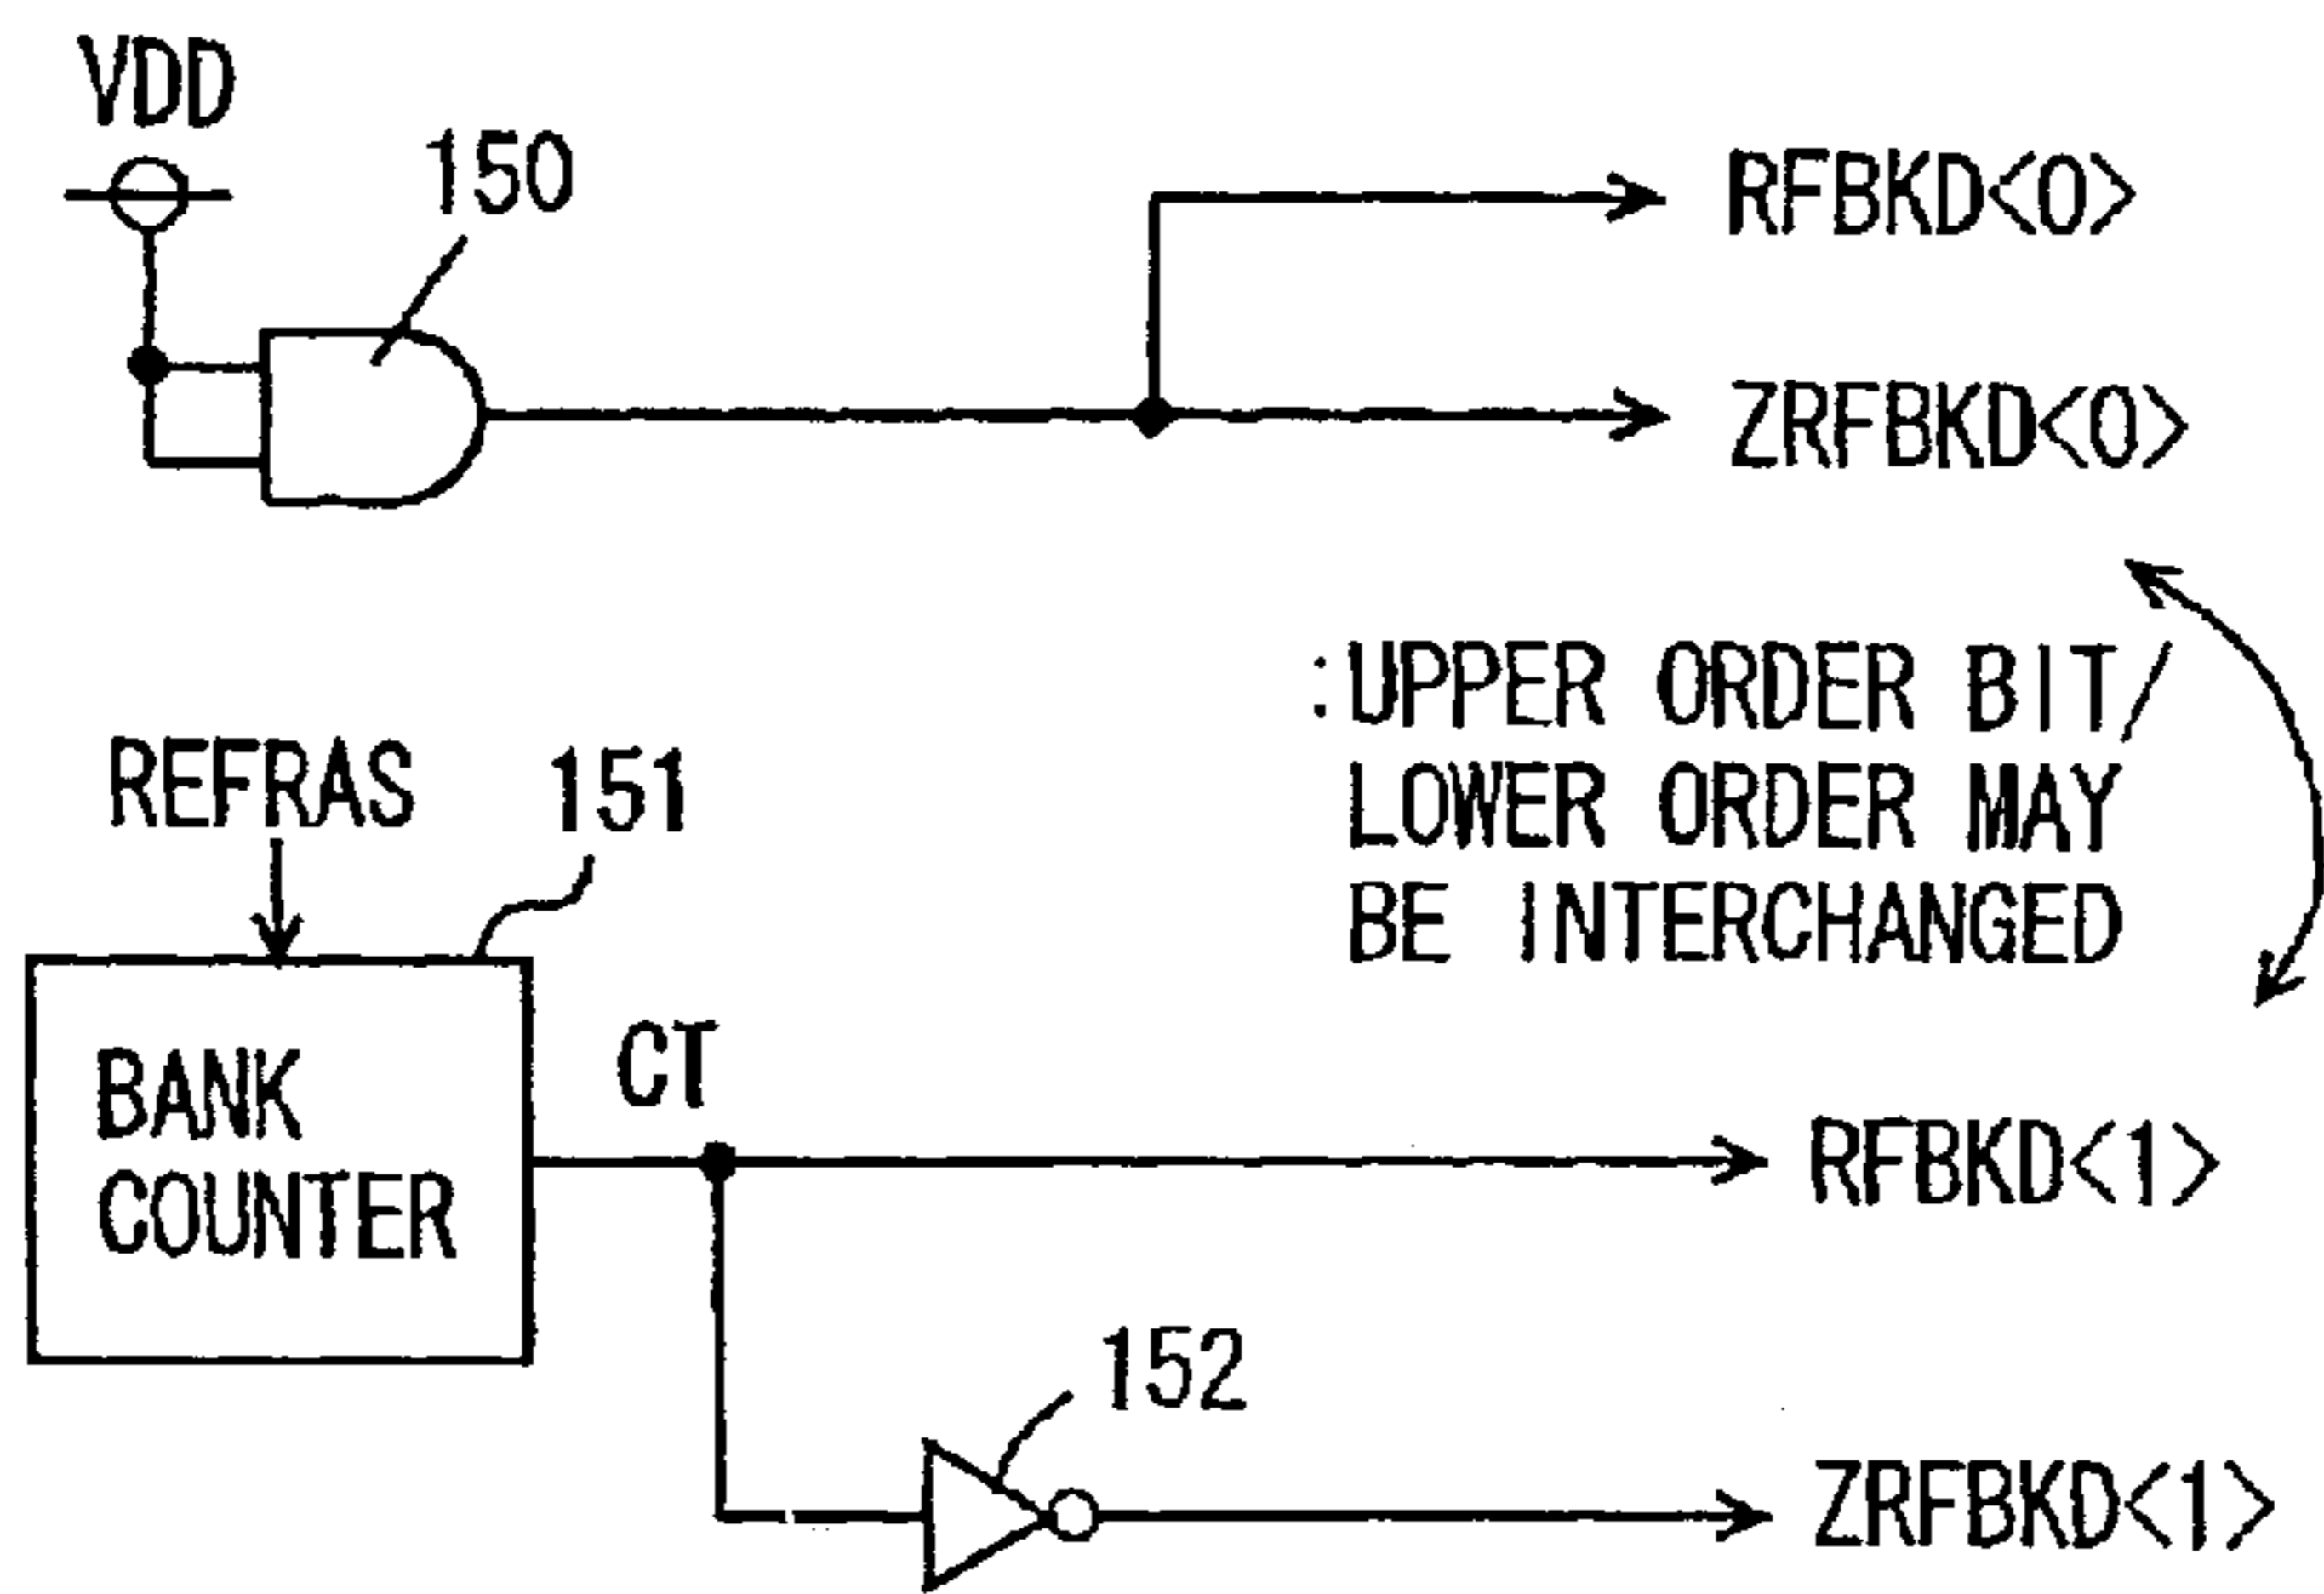 VDD
150
RFBKD<0>
ZRFBKD<0>
:UPPER ORDER BIT/
LOWER ORDER MAY
BE INTERCHANGED
REFRAS
151
BANK
COUNTER
CT
RFBKD<1>
152
ZRFBKD<1>